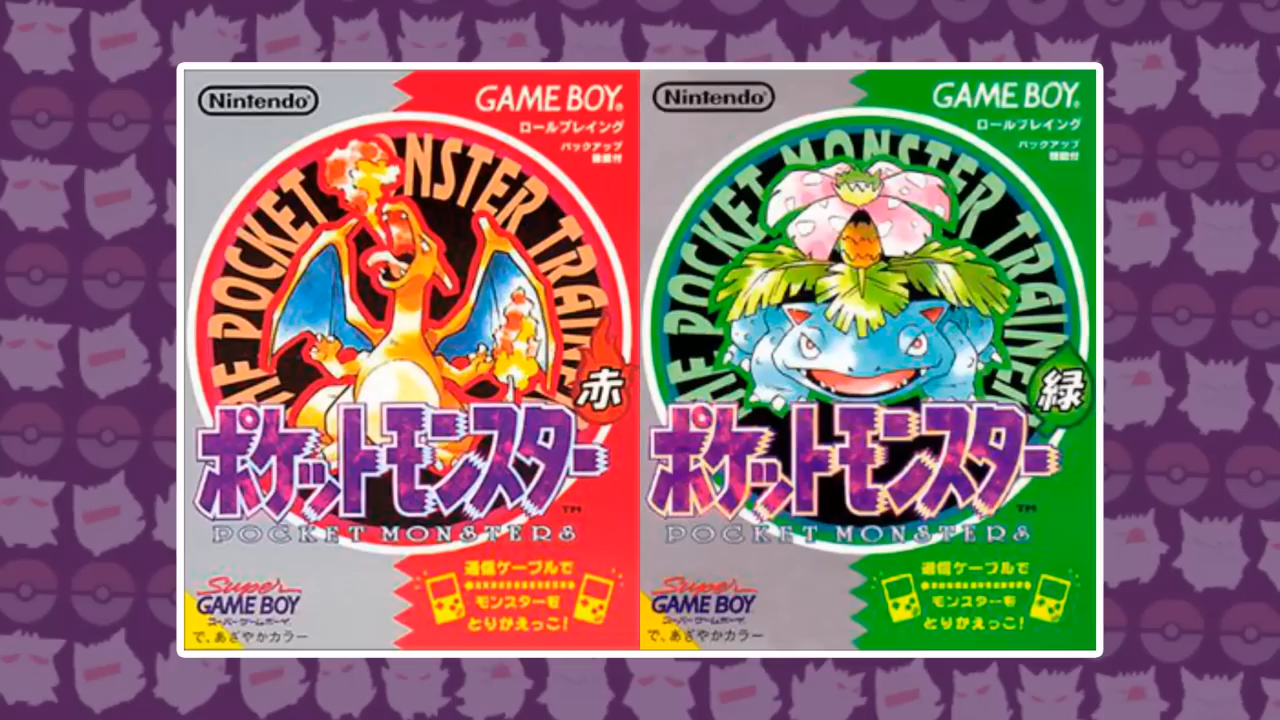 Nintendo
GAME BOY
ロールプレイング
バックアップ
機能付
POCKET MONSTER TRAINER
赤
ポケットモンスター
TM
POCKET MONSTERS
通信ケーブルで
モンスターを
とりかえっこ!
Super
GAME BOY
スーパーゲームボーイ
で、あざやかカラー
Nintendo
GAME BOY
ロールプレイング
バックアップ
機能付
POCKET MONSTER TRAINER
緑
ポケットモンスター
TM
POCKET MONSTERS
通信ケーブルで
モンスターを
とりかえっこ!
Super
GAME BOY
スーパーゲームボーイ
で、あざやかカラー